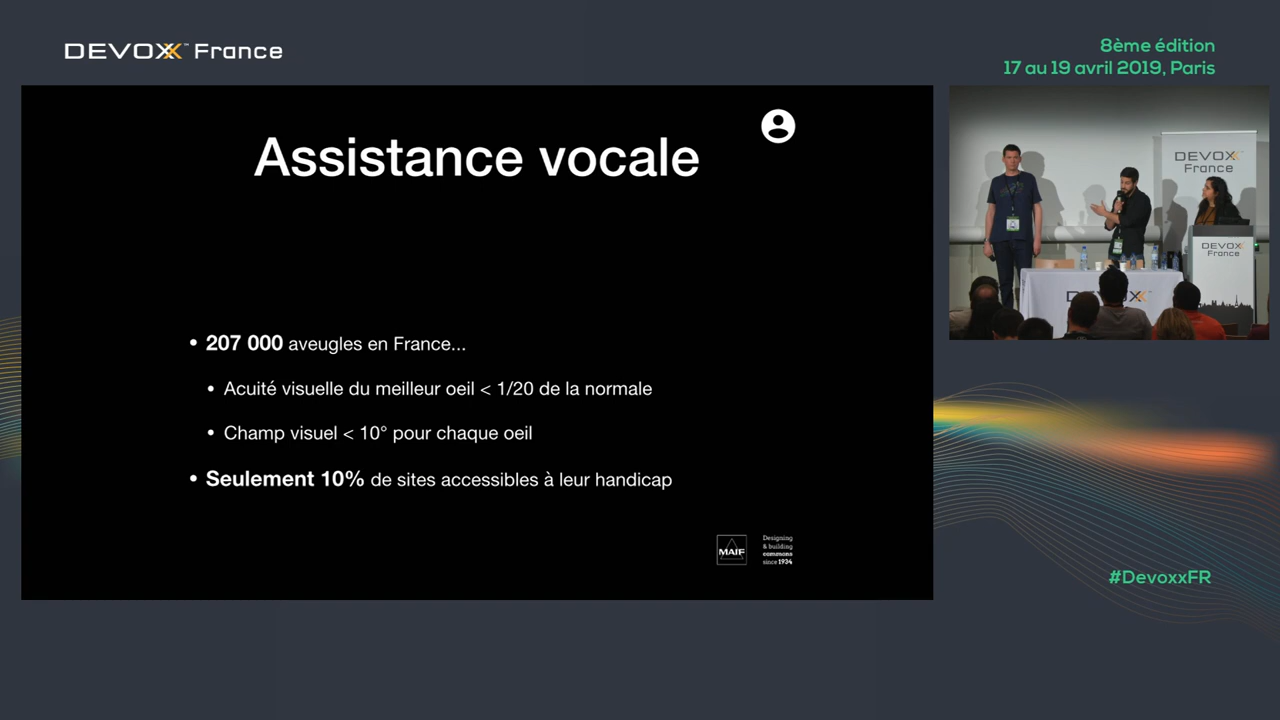 DEVOXX™ France
8ème édition
17 au 19 avril 2019, Paris
Assistance vocale
• 207 000 aveugles en France...
• Acuité visuelle du meilleur oeil < 1/20 de la normale
• Champ visuel < 10° pour chaque oeil
• Seulement 10% de sites accessibles à leur handicap
MAIF
Designing
& building
commons
since 1934
DEVOXX
France
DEVOXX
France
#DevoxxFR